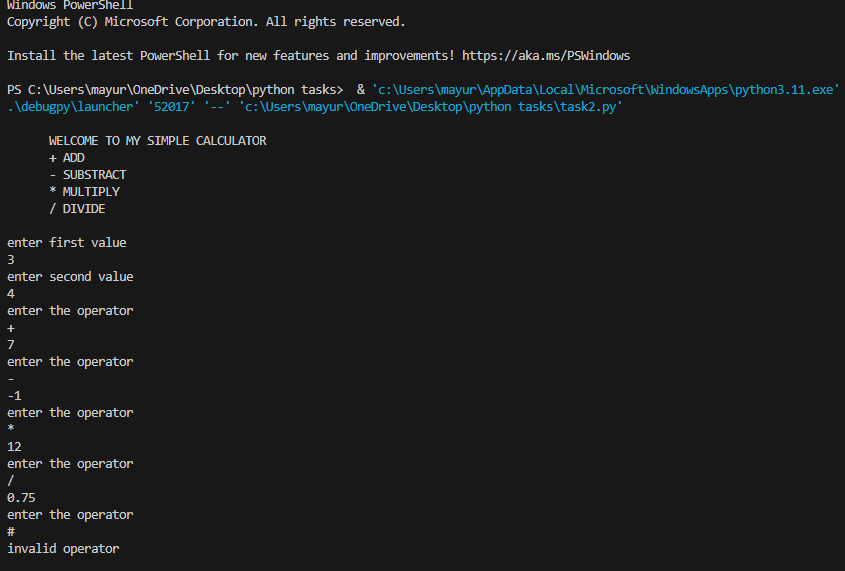 Windows PowerShell
Copyright (C) Microsoft Corporation. All rights reserved.
Install the latest PowerShell for new features and improvements! https://aka.ms/PSWindows
PS C:\Users\mayur\OneDrive\Desktop\python tasks>  & 'c:\Users\mayur\AppData\Local\Microsoft\WindowsApps\python3.11.exe'
.\debugpy\launcher' '52017' '--' 'c:\Users\mayur\OneDrive\Desktop\python tasks\task2.py'
WELCOME TO MY SIMPLE CALCULATOR
+ ADD
- SUBSTRACT
* MULTIPLY
/ DIVIDE
enter first value
3
enter second value
4
enter the operator
+
7
enter the operator
-
-1
enter the operator
*
12
enter the operator
/
0.75
enter the operator
#
invalid operator